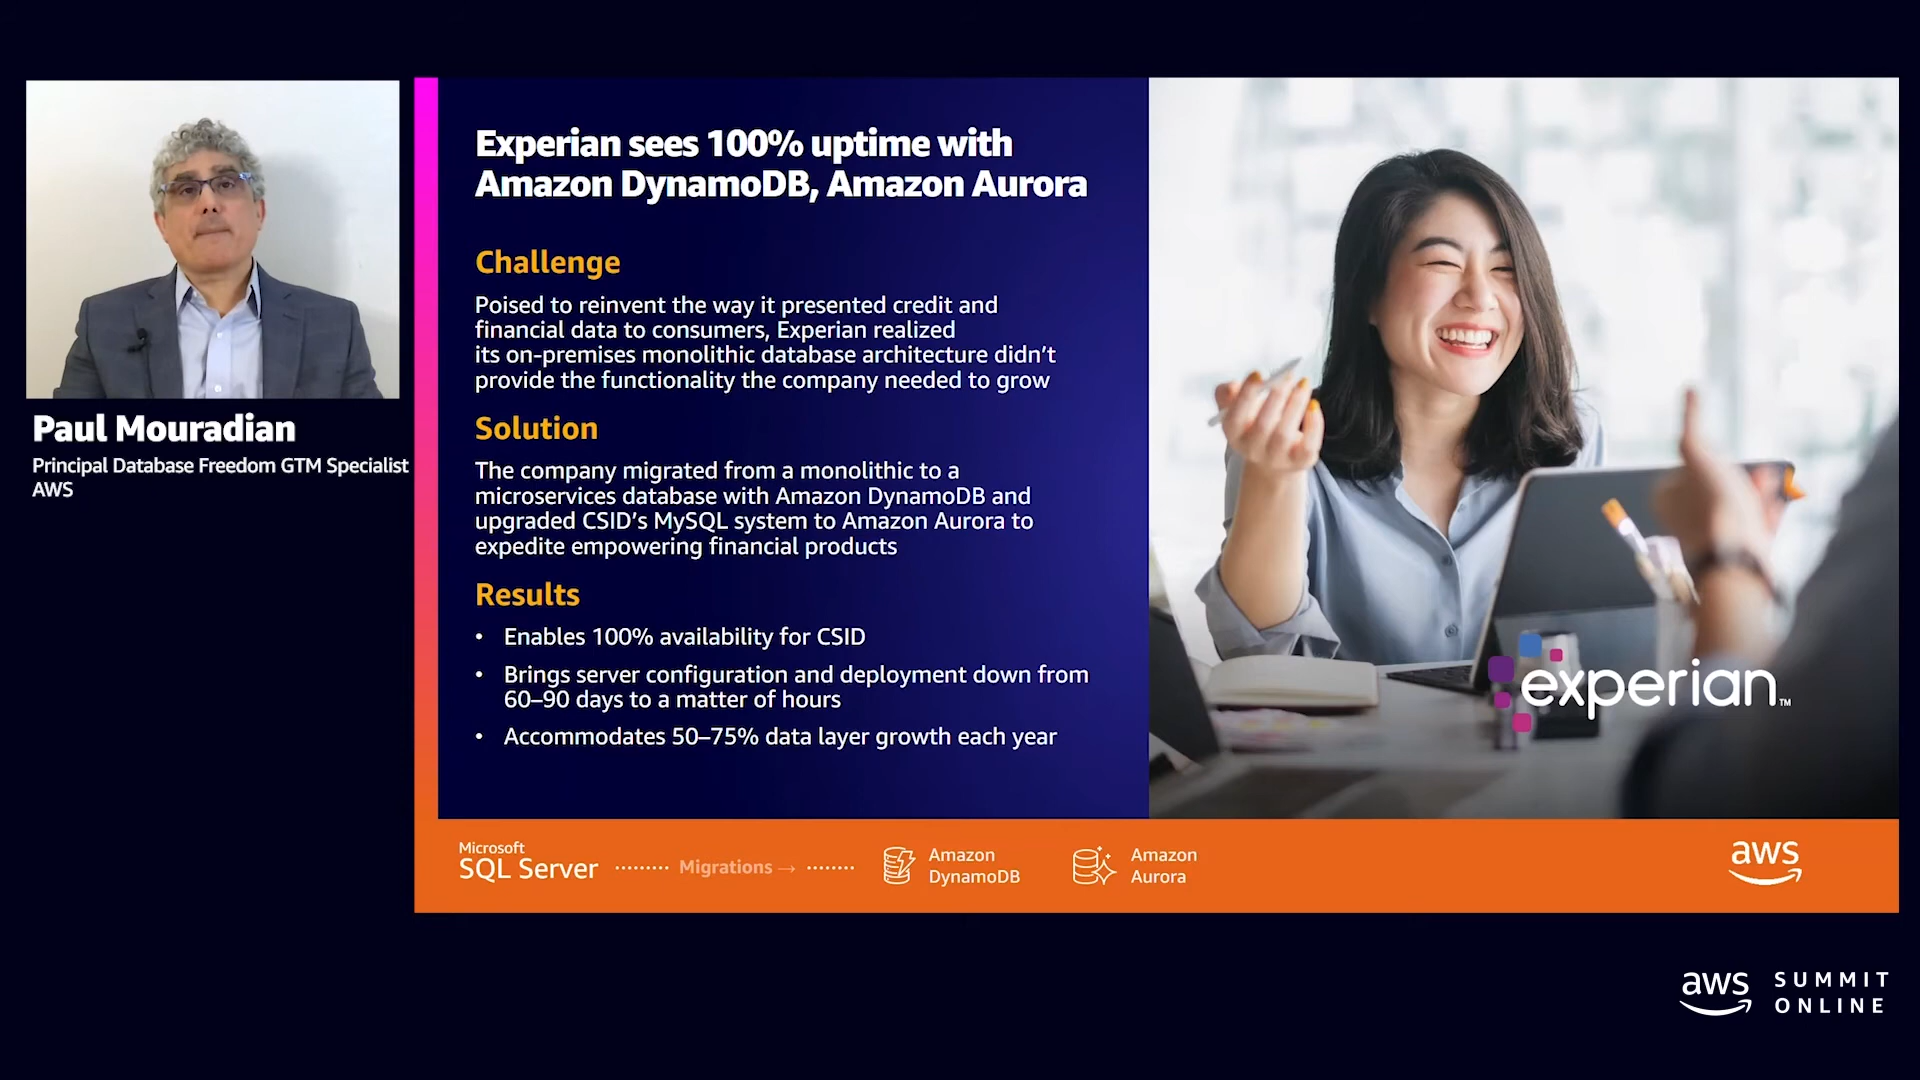 Paul Mouradian
Principal Database Freedom GTM Specialist
AWS
Experian sees 100% uptime with
Amazon DynamoDB, Amazon Aurora
Challenge
Poised to reinvent the way it presented credit and
financial data to consumers, Experian realized
its on-premises monolithic database architecture didn’t
provide the functionality the company needed to grow
Solution
The company migrated from a monolithic to a
microservices database with Amazon DynamoDB and
upgraded CSID’s MySQL system to Amazon Aurora to
expedite empowering financial products
Results
• Enables 100% availability for CSID
• Brings server configuration and deployment down from
60–90 days to a matter of hours
• Accommodates 50–75% data layer growth each year
experian™
Microsoft
SQL Server
Migrations →
Amazon
DynamoDB
Amazon
Aurora
aws
aws
SUMMIT
ONLINE